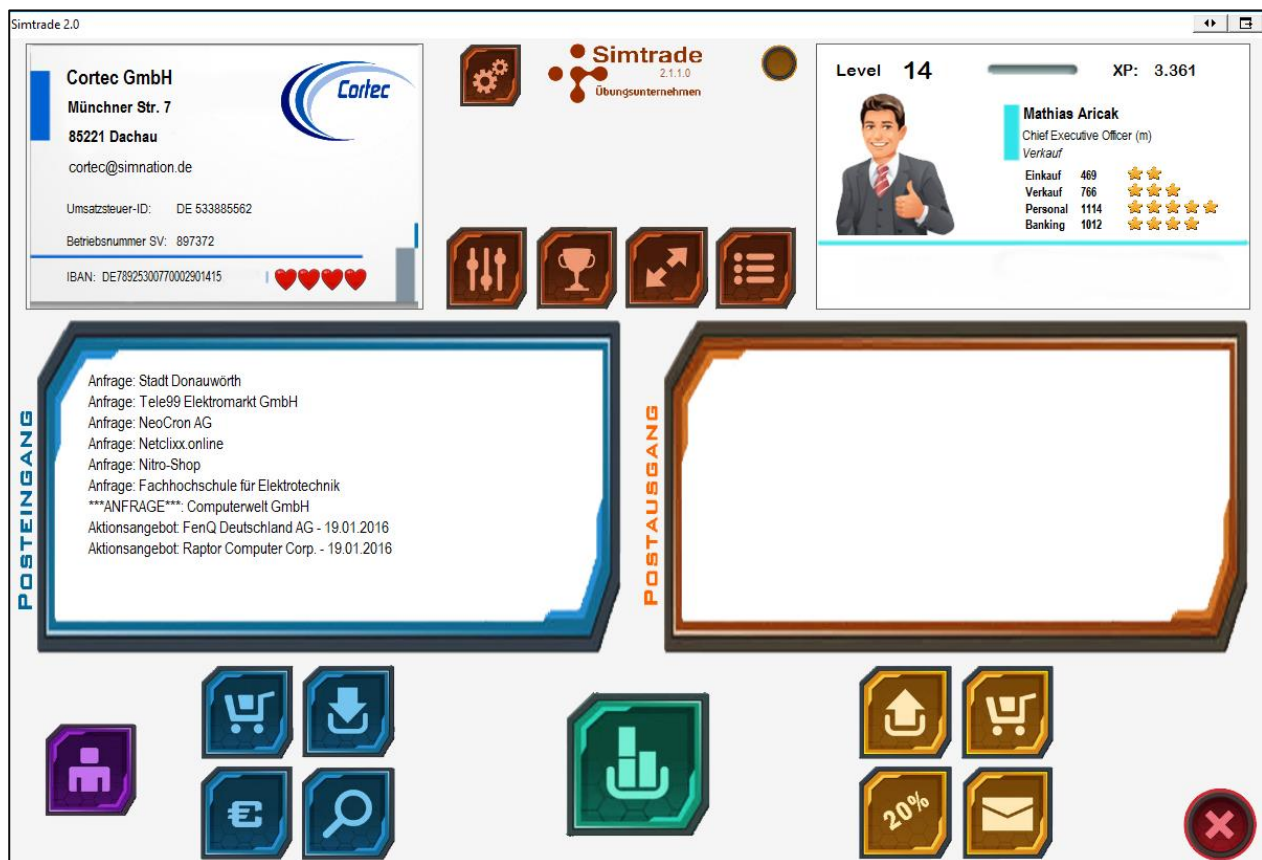 Simtrade 2.0
Cortec GmbH
Münchner Str. 7
85221 Dachau
cortec@simnation.de
Umsatzsteuer-ID: DE 533885562
Betriebsnummer SV: 897372
IBAN: DE78925300770002901415
Cortec
Simtrade
2.1.1.0
Übungsunternehmen
Level 14 XP: 3.361
Mathias Aricak
Chief Executive Officer (m)
Verkauf
Einkauf 469
Verkauf 766
Personal 1114
Banking 1012
POSTEINGANG
Anfrage: Stadt Donauwörth
Anfrage: Tele99 Elektromarkt GmbH
Anfrage: NeoCron AG
Anfrage: Netclixx.online
Anfrage: Nitro-Shop
Anfrage: Fachhochschule für Elektrotechnik
***ANFRAGE***: Computerwelt GmbH
Aktionsangebot: FenQ Deutschland AG - 19.01.2016
Aktionsangebot: Raptor Computer Corp. - 19.01.2016
POSTAUSGANG
€
20%